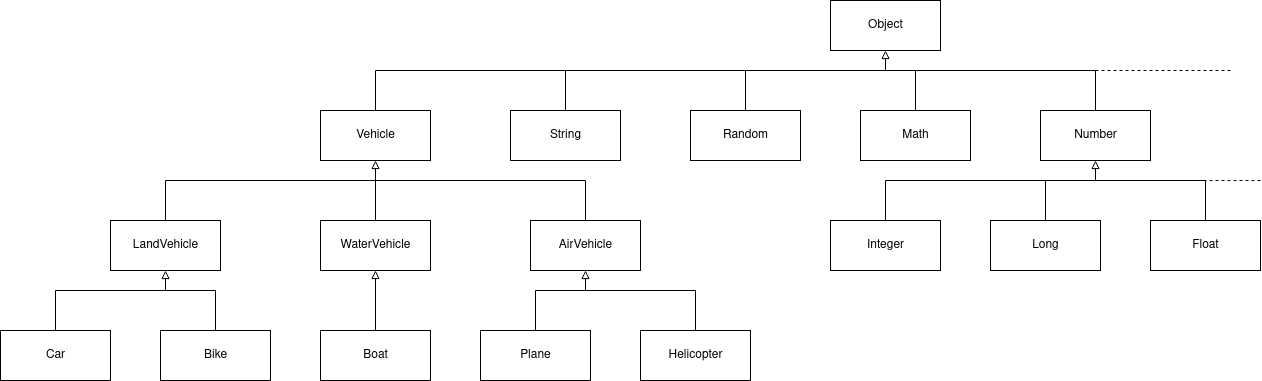 Object
Vehicle
String
Random
Math
Number
LandVehicle
WaterVehicle
AirVehicle
Integer
Long
Float
Car
Bike
Boat
Plane
Helicopter